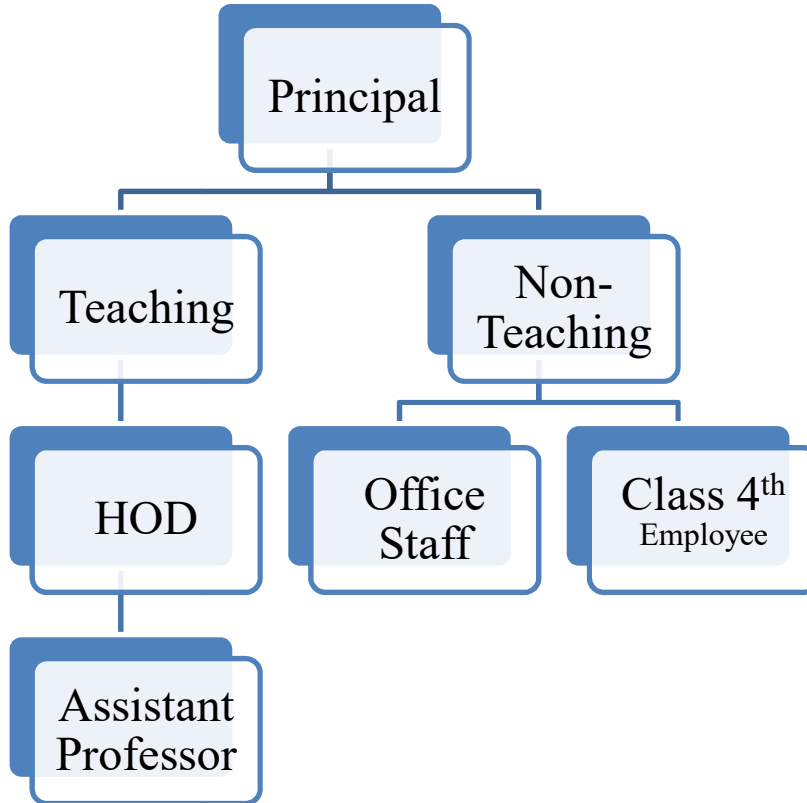 Principal
Teaching
Non-
Teaching
HOD
Office
Staff
Class 4th
Employee
Assistant
Professor